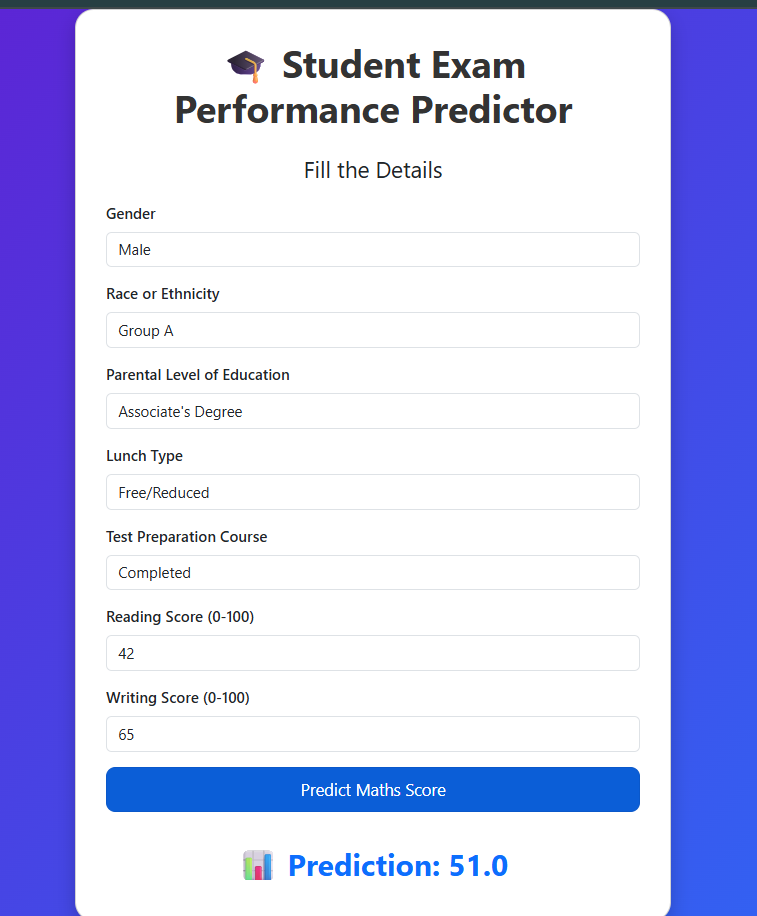 🎓 Student Exam
Performance Predictor
Fill the Details
Gender
Male
Race or Ethnicity
Group A
Parental Level of Education
Associate's Degree
Lunch Type
Free/Reduced
Test Preparation Course
Completed
Reading Score (0-100)
42
Writing Score (0-100)
65
Predict Maths Score
📊 Prediction: 51.0